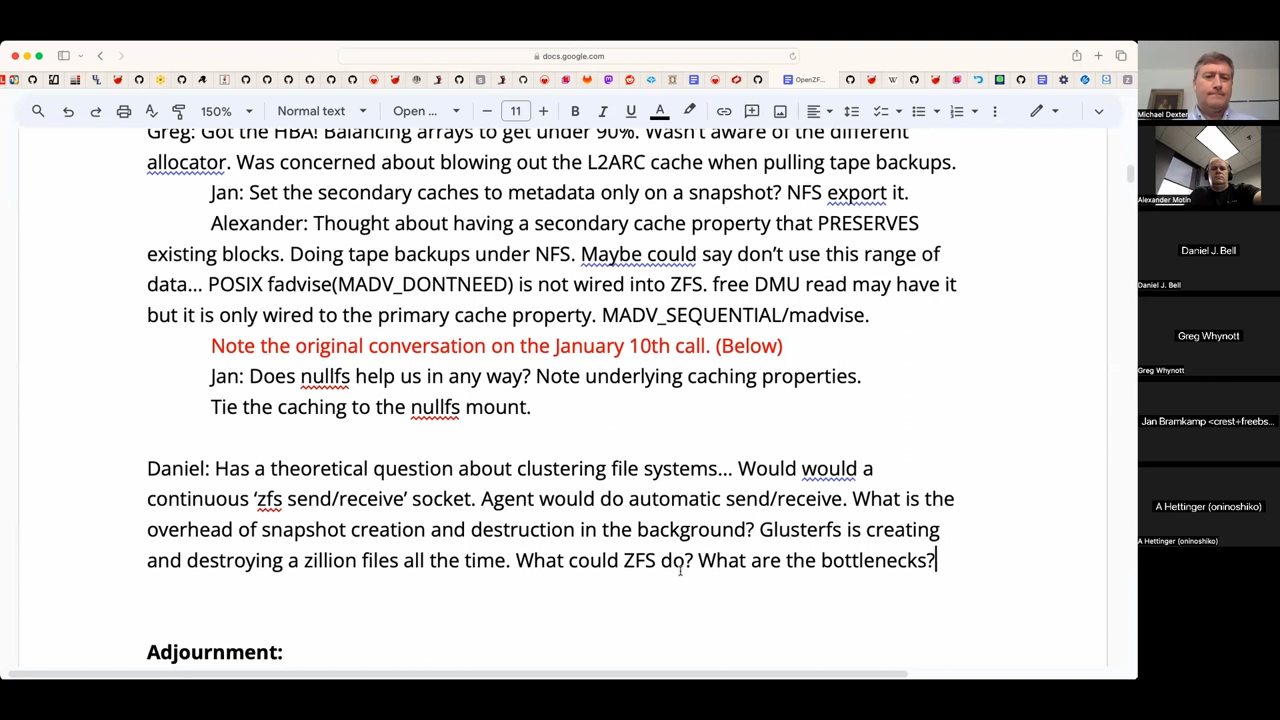 docs.google.com
OpenZF...
150%
Normal text
Open ...
11
Greg: Got the HBA! Balancing arrays to get under 90%. Wasn't aware of the different
allocator. Was concerned about blowing out the L2ARC cache when pulling tape backups.
Jan: Set the secondary caches to metadata only on a snapshot? NFS export it.
Alexander: Thought about having a secondary cache property that PRESERVES
existing blocks. Doing tape backups under NFS. Maybe could say don't use this range of
data... POSIX fadvise(MADV_DONTNEED) is not wired into ZFS. free DMU read may have it
but it is only wired to the primary cache property. MADV_SEQUENTIAL/madvise.
Note the original conversation on the January 10th call. (Below)
Jan: Does nullfs help us in any way? Note underlying caching properties.
Tie the caching to the nullfs mount.
Daniel: Has a theoretical question about clustering file systems... Would would a
continuous 'zfs send/receive' socket. Agent would do automatic send/receive. What is the
overhead of snapshot creation and destruction in the background? Glusterfs is creating
and destroying a zillion files all the time. What could ZFS do? What are the bottlenecks?
Adjournment:
Michael Dexter
Alexander Motin
Daniel J. Bell
Daniel J. Bell
Greg Whynott
Greg Whynott
Jan Bramkamp <crest+freebs...
A Hettinger (oninoshiko)
A Hettinger (oninoshiko)